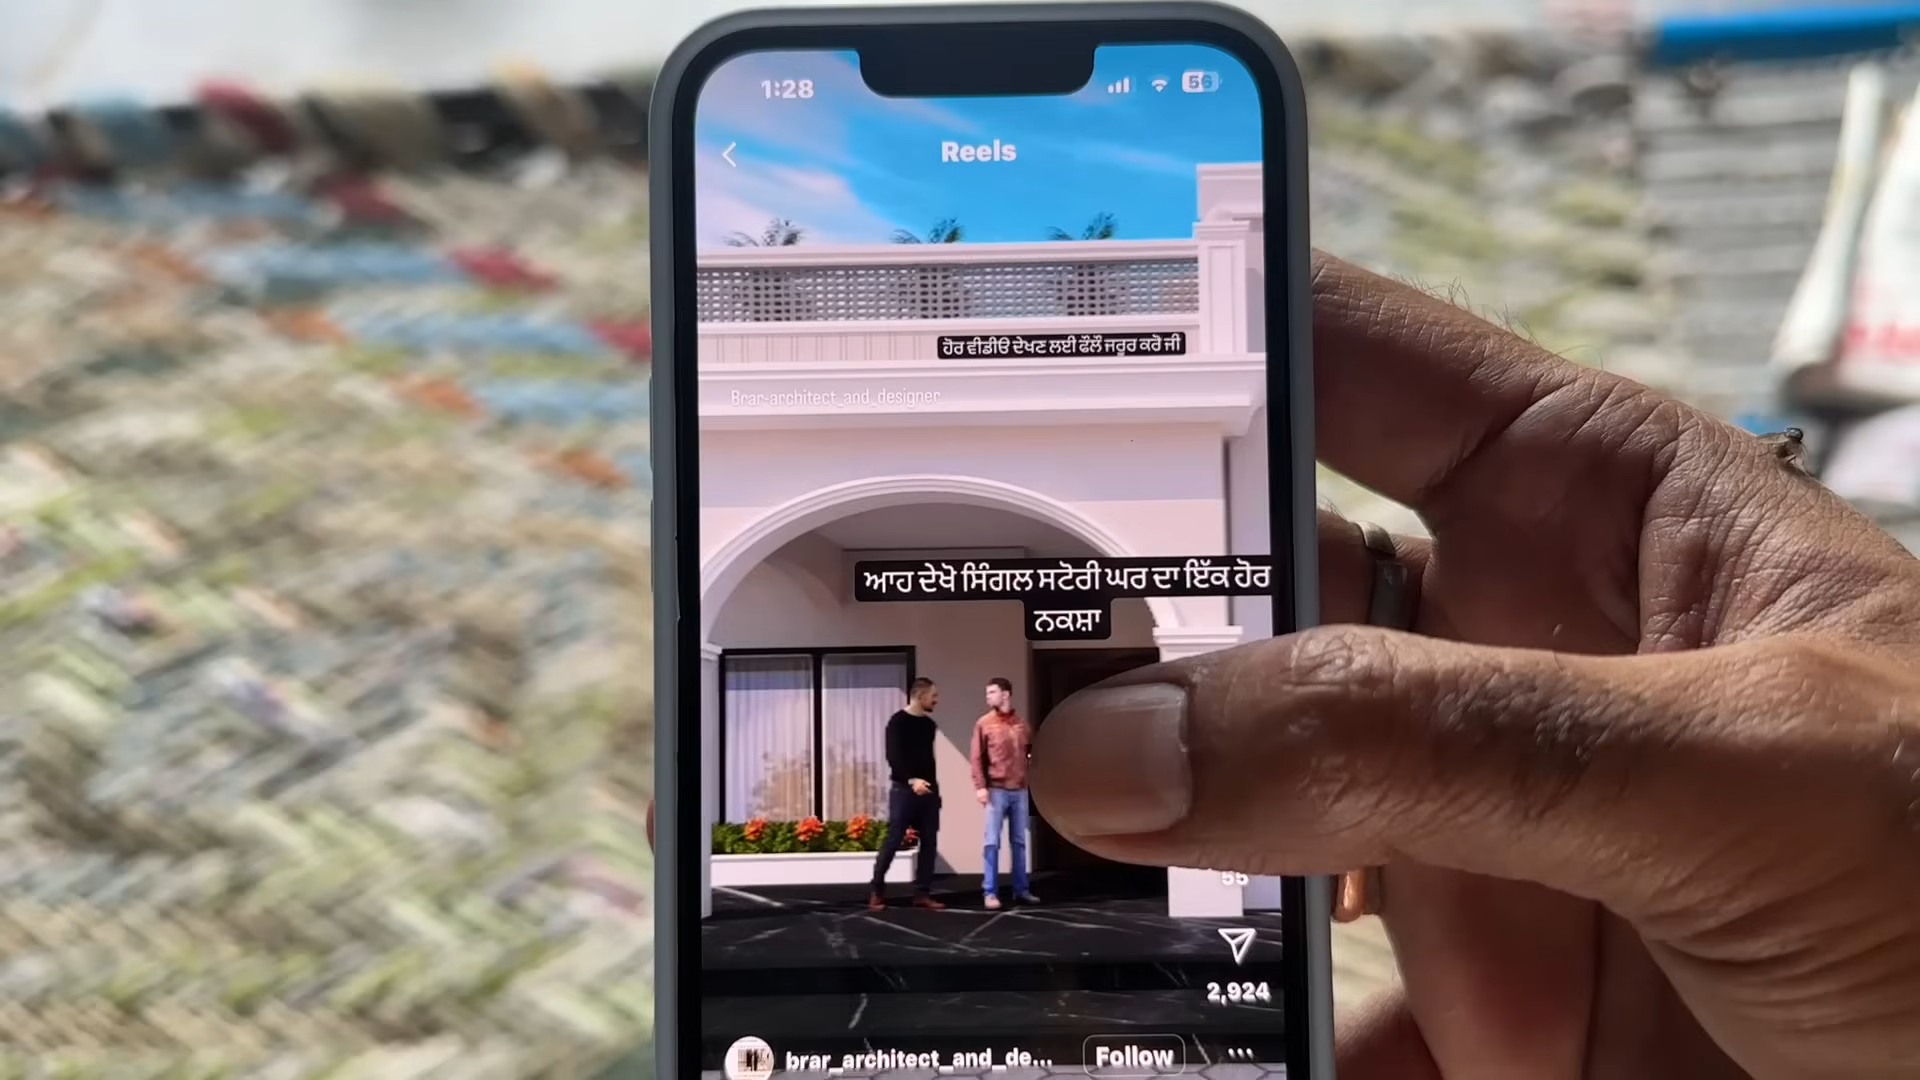 1:28
56
Reels
ਹੋਰ ਵੀਡੀੳ ਦੇਖਣ ਲਈ ਫੌਲੌ ਜਰੂਰ ਕਰੋ ਜੀ
Brar-architect_and_designer
ਆਹ ਦੇਖੋ ਸਿੰਗਲ ਸਟੋਰੀ ਘਰ ਦਾ ਇੱਕ ਹੋਰ
ਨਕਸ਼ਾ
55
2,924
brar_architect_and_de...
Follow